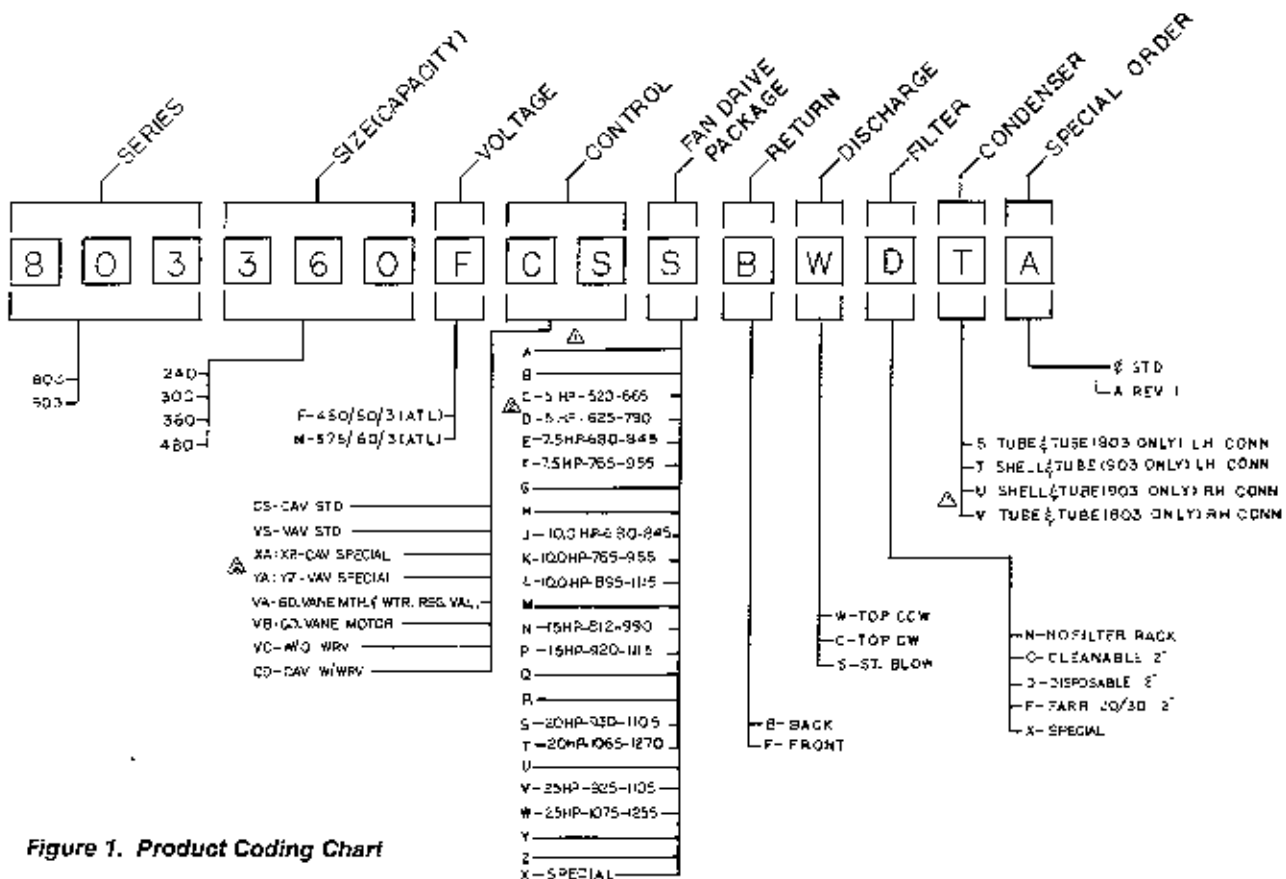 SERIES
SIZE(CAPACITY)
VOLTAGE
CONTROL
FAN DRIVE
PACKAGE
RETURN
DISCHARGE
FILTER
CONDENSER
SPECIAL ORDER
8 0 3 3 6 0 F C S S B W D T A
803
903
240
300
360
480
F-460/60/3(ATL)
M-575/60/3(ATL)
CS-CAV STD
VS-VAV STD
XA:XZ-CAV SPECIAL
YA:YZ-VAV SPECIAL
VA-GD.VANE MTR.& WTR. REG. VAL.
VB-GD.VANE MOTOR
VC-W/O WRV
CD-CAV W/WRV
A
B
C-5 HP-520-665
D-5 HP-625-790
E-7.5HP-680-845
F-7.5HP-765-955
G
H
J-10.0HP-680-845
K-10.0HP-765-955
L-10.0HP-895-1115
M
N-15HP-812-990
P-15HP-920-1115
Q
R
S-20HP-930-1105
T-20HP-1065-1270
U
V-25HP-925-1105
W-25HP-1075-1255
Y
Z
X-SPECIAL
B-BACK
F-FRONT
W-TOP CCW
C-TOP CW
S-ST. BLOW
N-NO FILTER RACK
C-CLEANABLE 2"
D-DISPOSABLE 2"
F-FARR 20/30 2"
X-SPECIAL
S TUBE & TUBE(803 ONLY) LH CONN
T SHELL & TUBE(903 ONLY) LH CONN
U SHELL & TUBE(903 ONLY) RH CONN
V TUBE & TUBE(803 ONLY) RH CONN
STD
A REV 1
Figure 1. Product Coding Chart